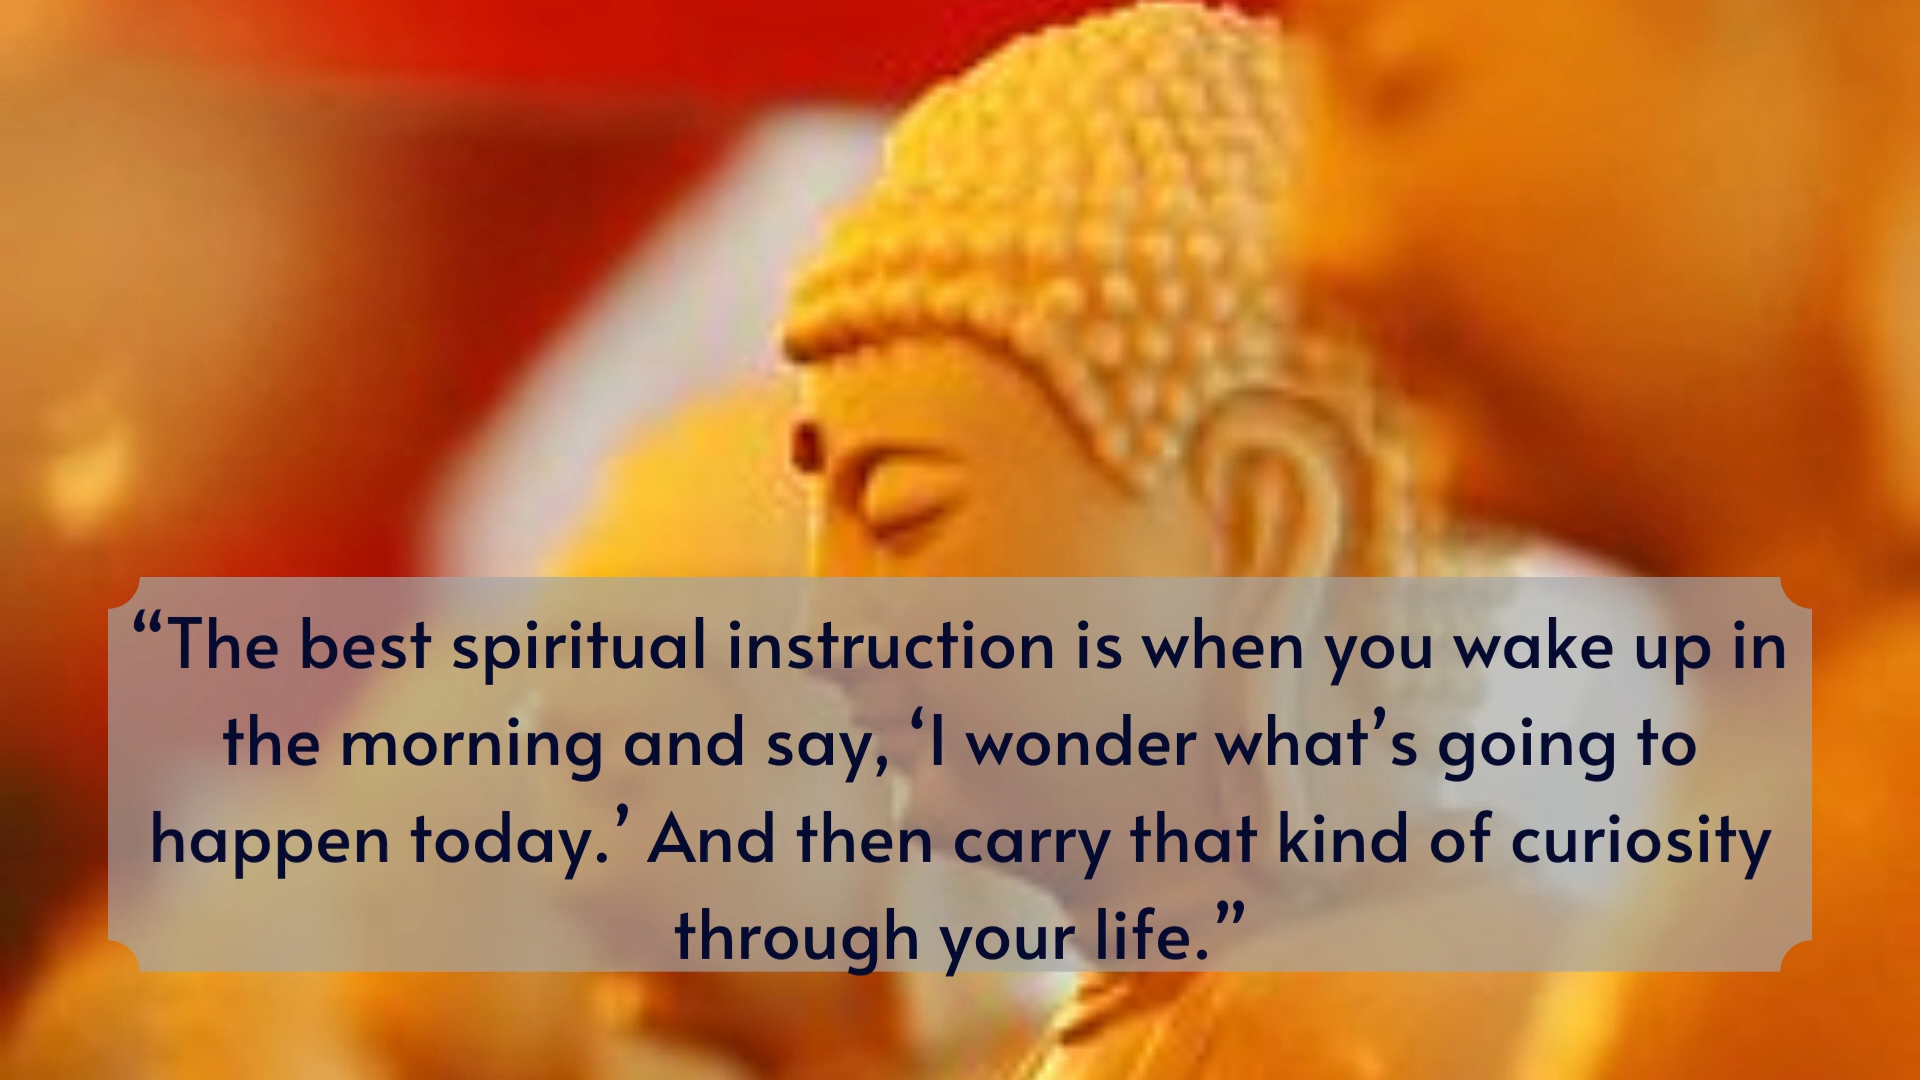 “The best spiritual instruction is when you wake up in
the morning and say, ‘I wonder what’s going to
happen today.’ And then carry that kind of curiosity
through your life.”